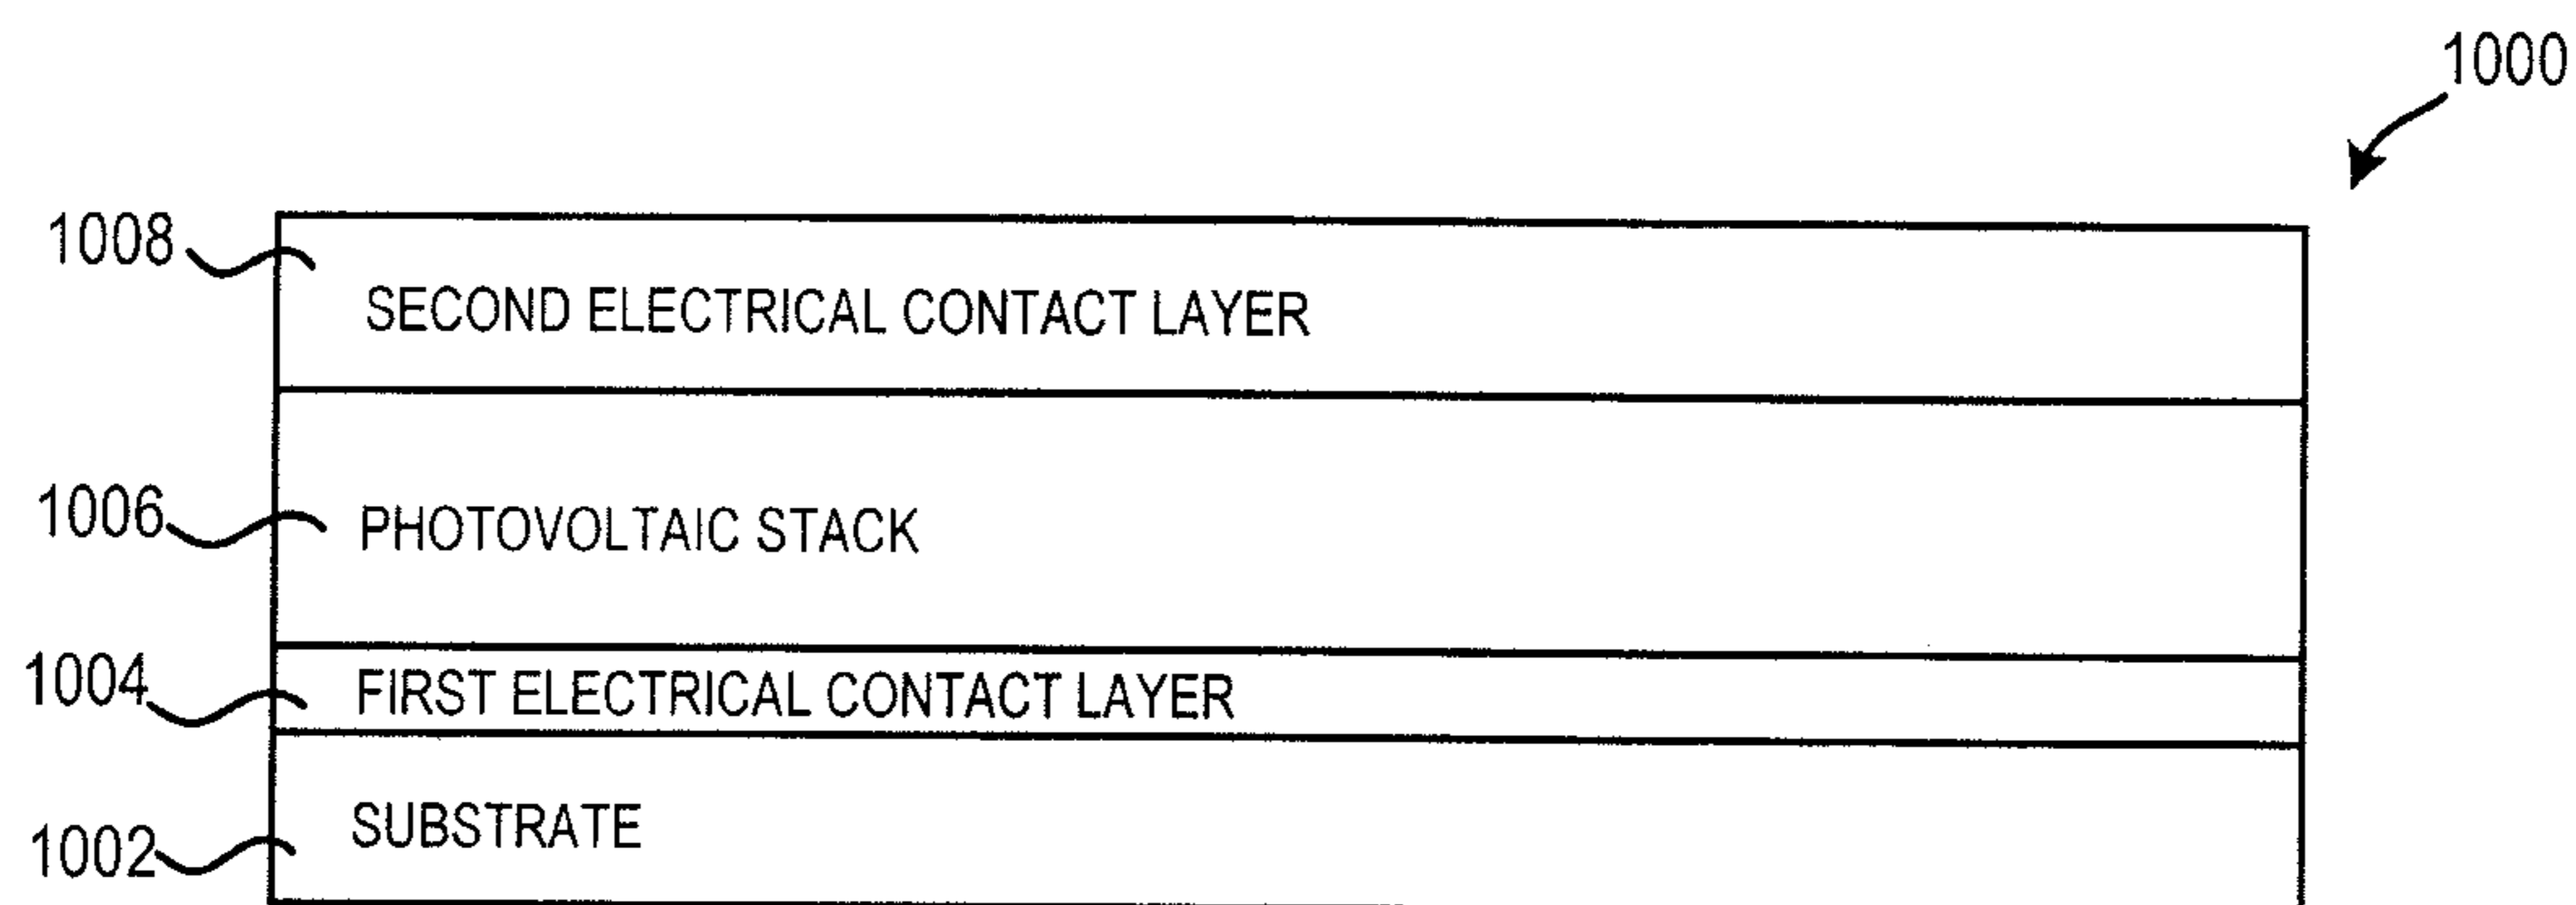 1000
1008
SECOND ELECTRICAL CONTACT LAYER
1006
PHOTOVOLTAIC STACK
1004
FIRST ELECTRICAL CONTACT LAYER
1002
SUBSTRATE